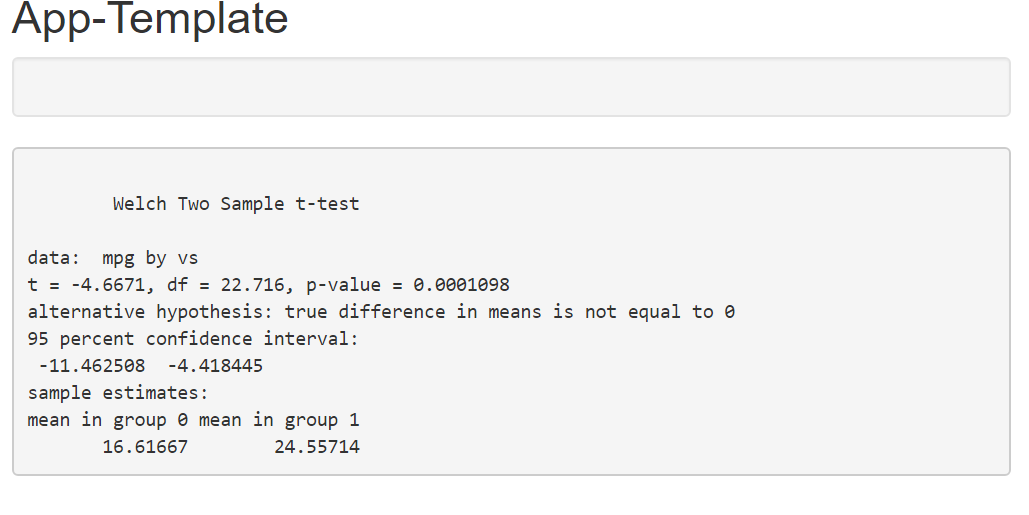 App-Template
Welch Two Sample t-test
data:  mpg by vs
t = -4.6671, df = 22.716, p-value = 0.0001098
alternative hypothesis: true difference in means is not equal to 0
95 percent confidence interval:
 -11.462508  -4.418445
sample estimates:
mean in group 0 mean in group 1
       16.61667        24.55714